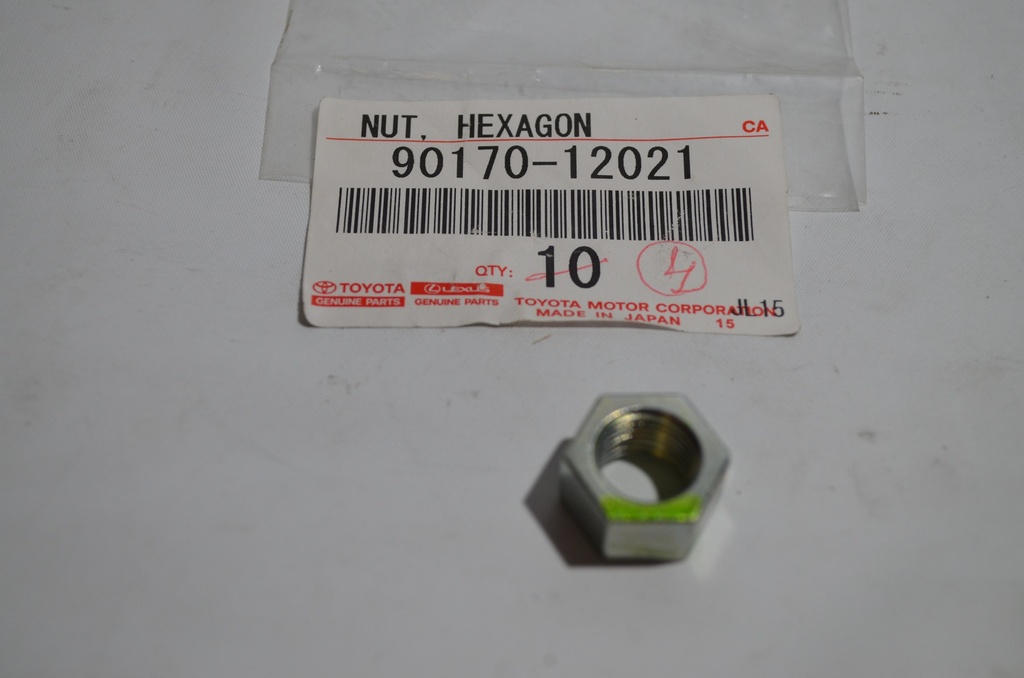 NUT, HEXAGON CA
90170-12021
QTY: 10 4
TOYOTA LEXUS
GENUINE PARTS GENUINE PARTS
TOYOTA MOTOR CORPORATION JL15
MADE IN JAPAN 15